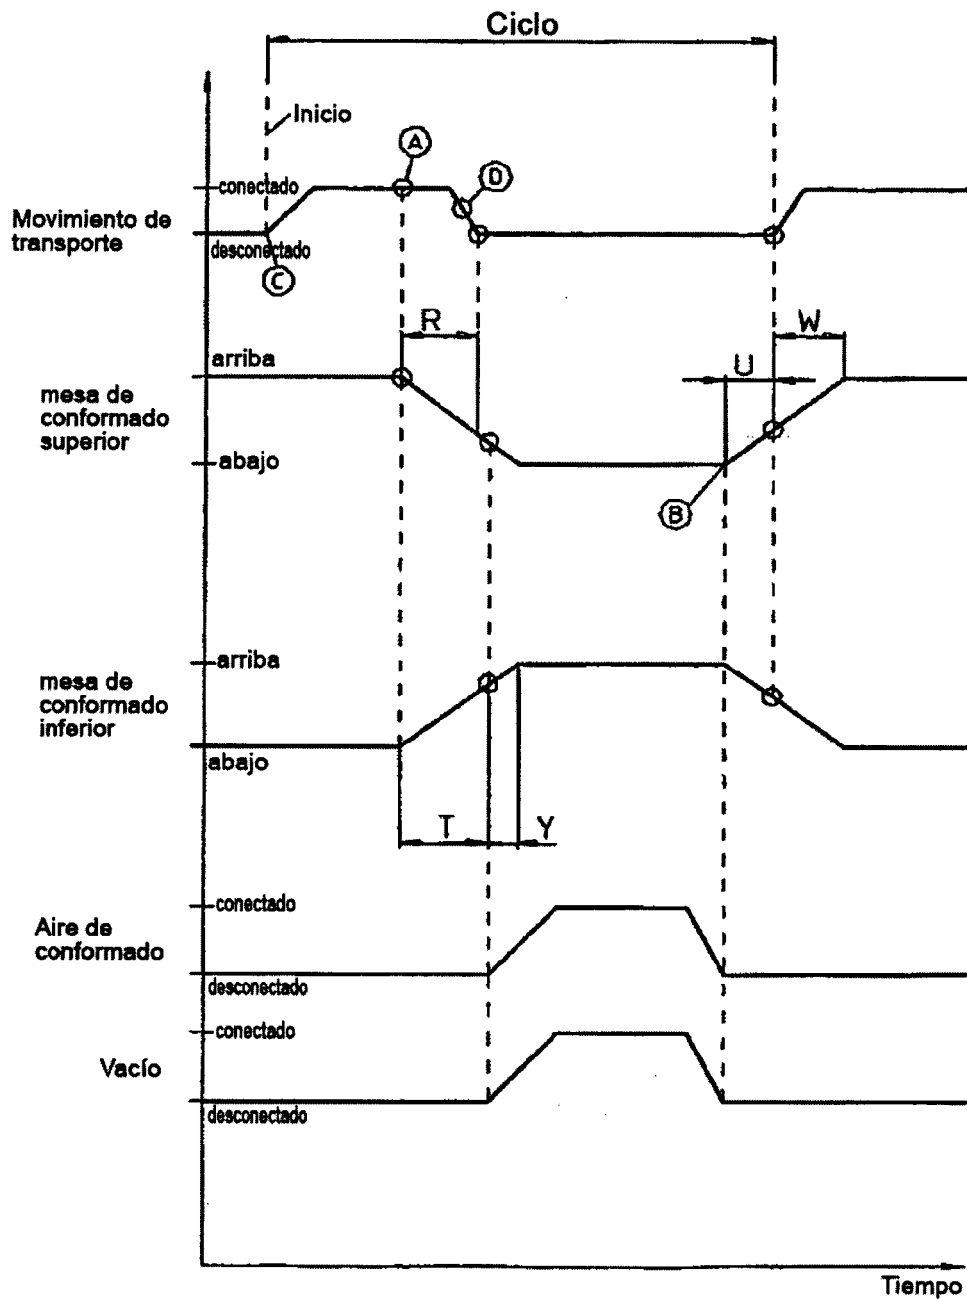 Ciclo
Inicio
A
conectado
D
Movimiento de
transporte
desconectado
C
R
W
arriba
U
mesa de
conformado
superior
abajo
B
arriba
mesa de
conformado
inferior
abajo
T
Y
conectado
Aire de
conformado
desconectado
conectado
Vacío
desconectado
Tiempo